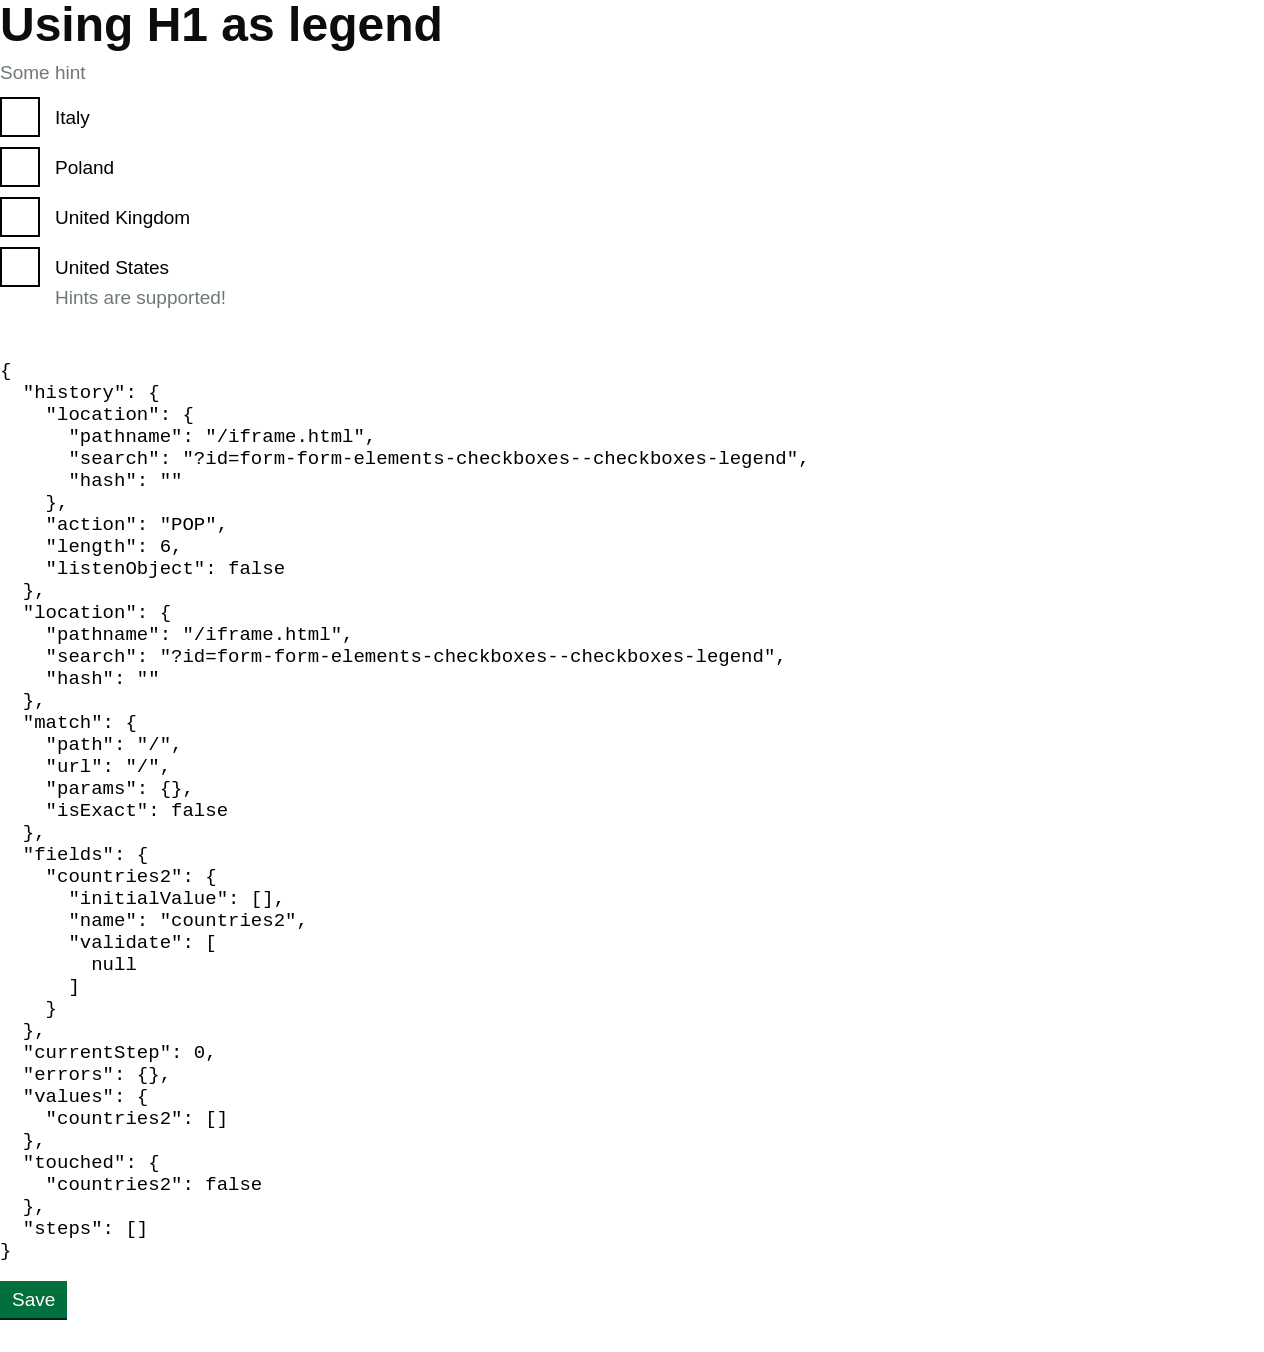 Using H1 as legend
Some hint
Italy
Poland
United Kingdom
United States
Hints are supported!
{
  "history": {
    "location": {
      "pathname": "/iframe.html",
      "search": "?id=form-form-elements-checkboxes--checkboxes-legend",
      "hash": ""
    },
    "action": "POP",
    "length": 6,
    "listenObject": false
  },
  "location": {
    "pathname": "/iframe.html",
    "search": "?id=form-form-elements-checkboxes--checkboxes-legend",
    "hash": ""
  },
  "match": {
    "path": "/",
    "url": "/",
    "params": {},
    "isExact": false
  },
  "fields": {
    "countries2": {
      "initialValue": [],
      "name": "countries2",
      "validate": [
        null
      ]
    }
  },
  "currentStep": 0,
  "errors": {},
  "values": {
    "countries2": []
  },
  "touched": {
    "countries2": false
  },
  "steps": []
}
Save